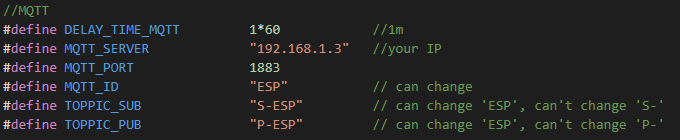 //MQTT
#define DELAY_TIME_MQTT 1*60 //1m
#define MQTT_SERVER "192.168.1.3" //your IP
#define MQTT_PORT 1883
#define MQTT_ID "ESP" // can change
#define TOPPIC_SUB "S-ESP" // can change 'ESP', can't change 'S-'
#define TOPPIC_PUB "P-ESP" // can change 'ESP', can't change 'P-'